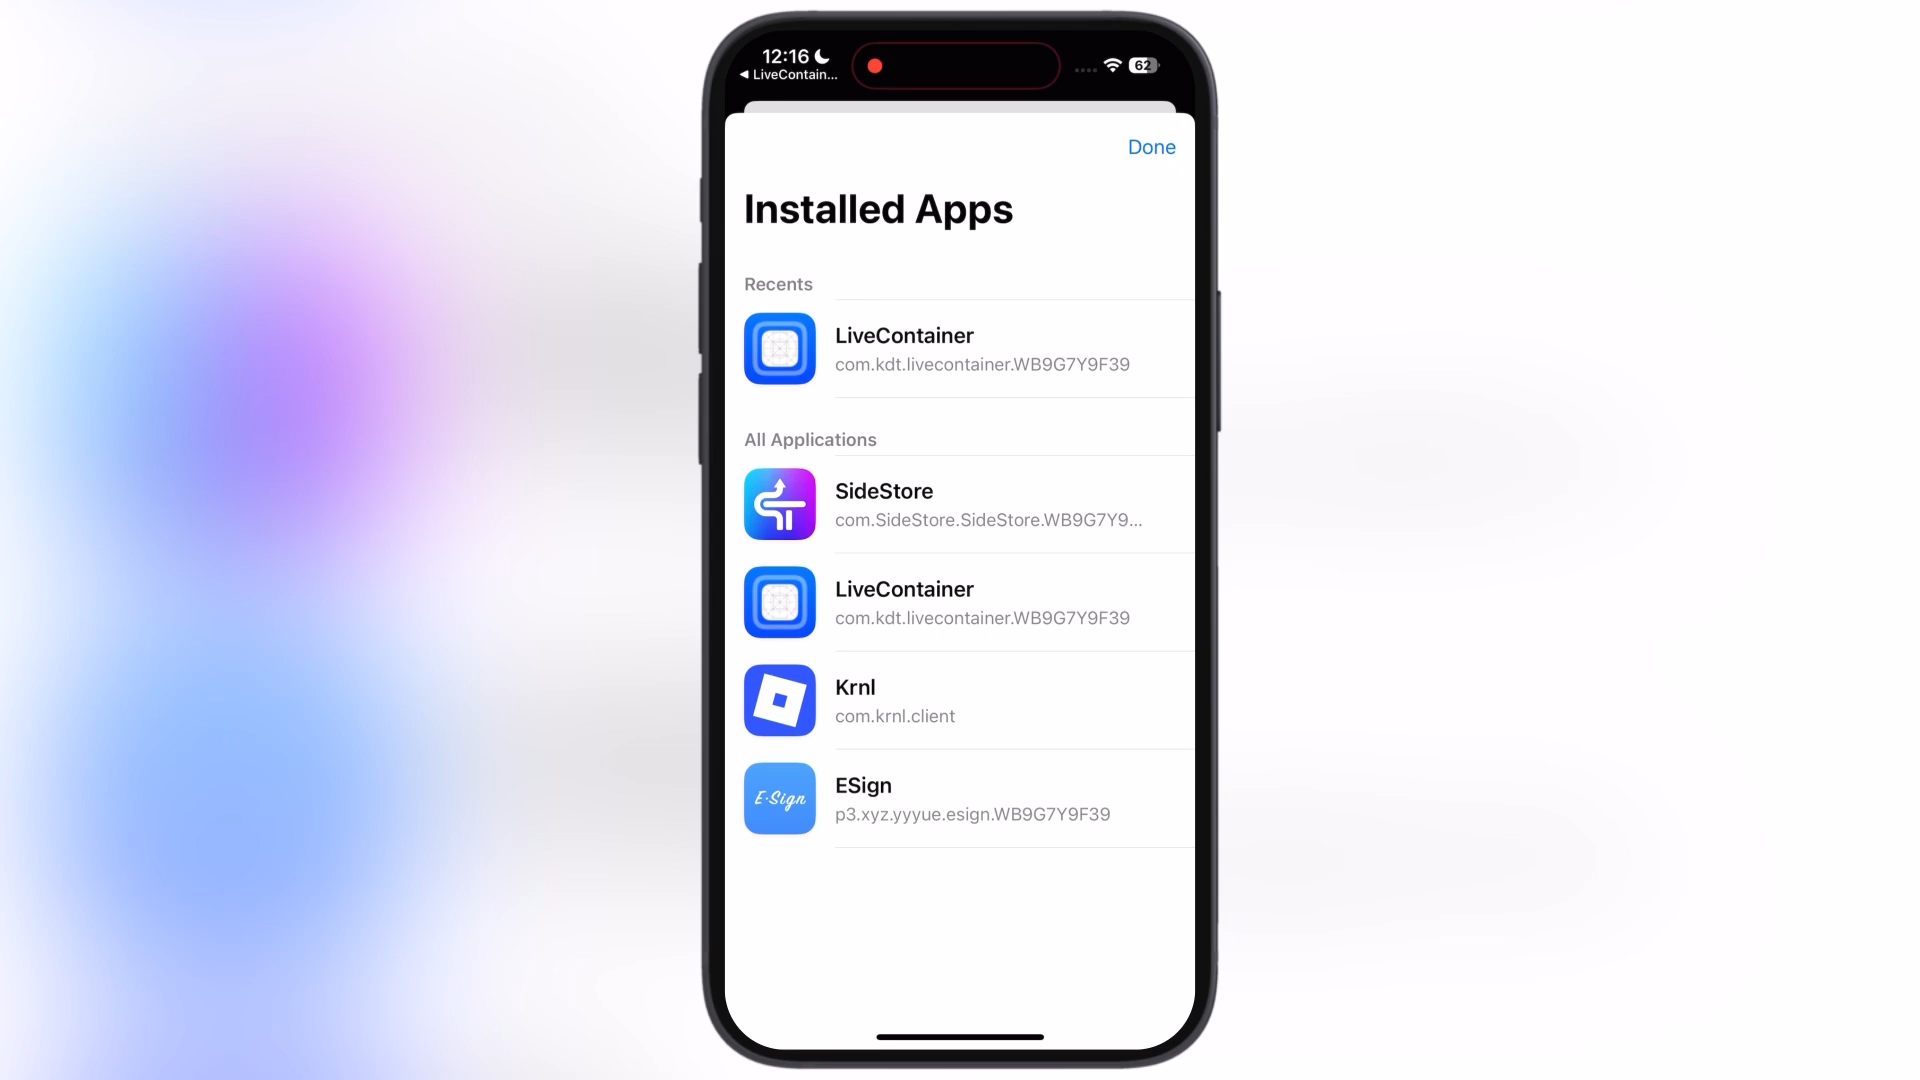 12:16
◀ LiveContain...
62
Done
Installed Apps
Recents
LiveContainer
com.kdt.livecontainer.WB9G7Y9F39
All Applications
SideStore
com.SideStore.SideStore.WB9G7Y9...
LiveContainer
com.kdt.livecontainer.WB9G7Y9F39
Krnl
com.krnl.client
E·Sign
ESign
p3.xyz.yyyue.esign.WB9G7Y9F39